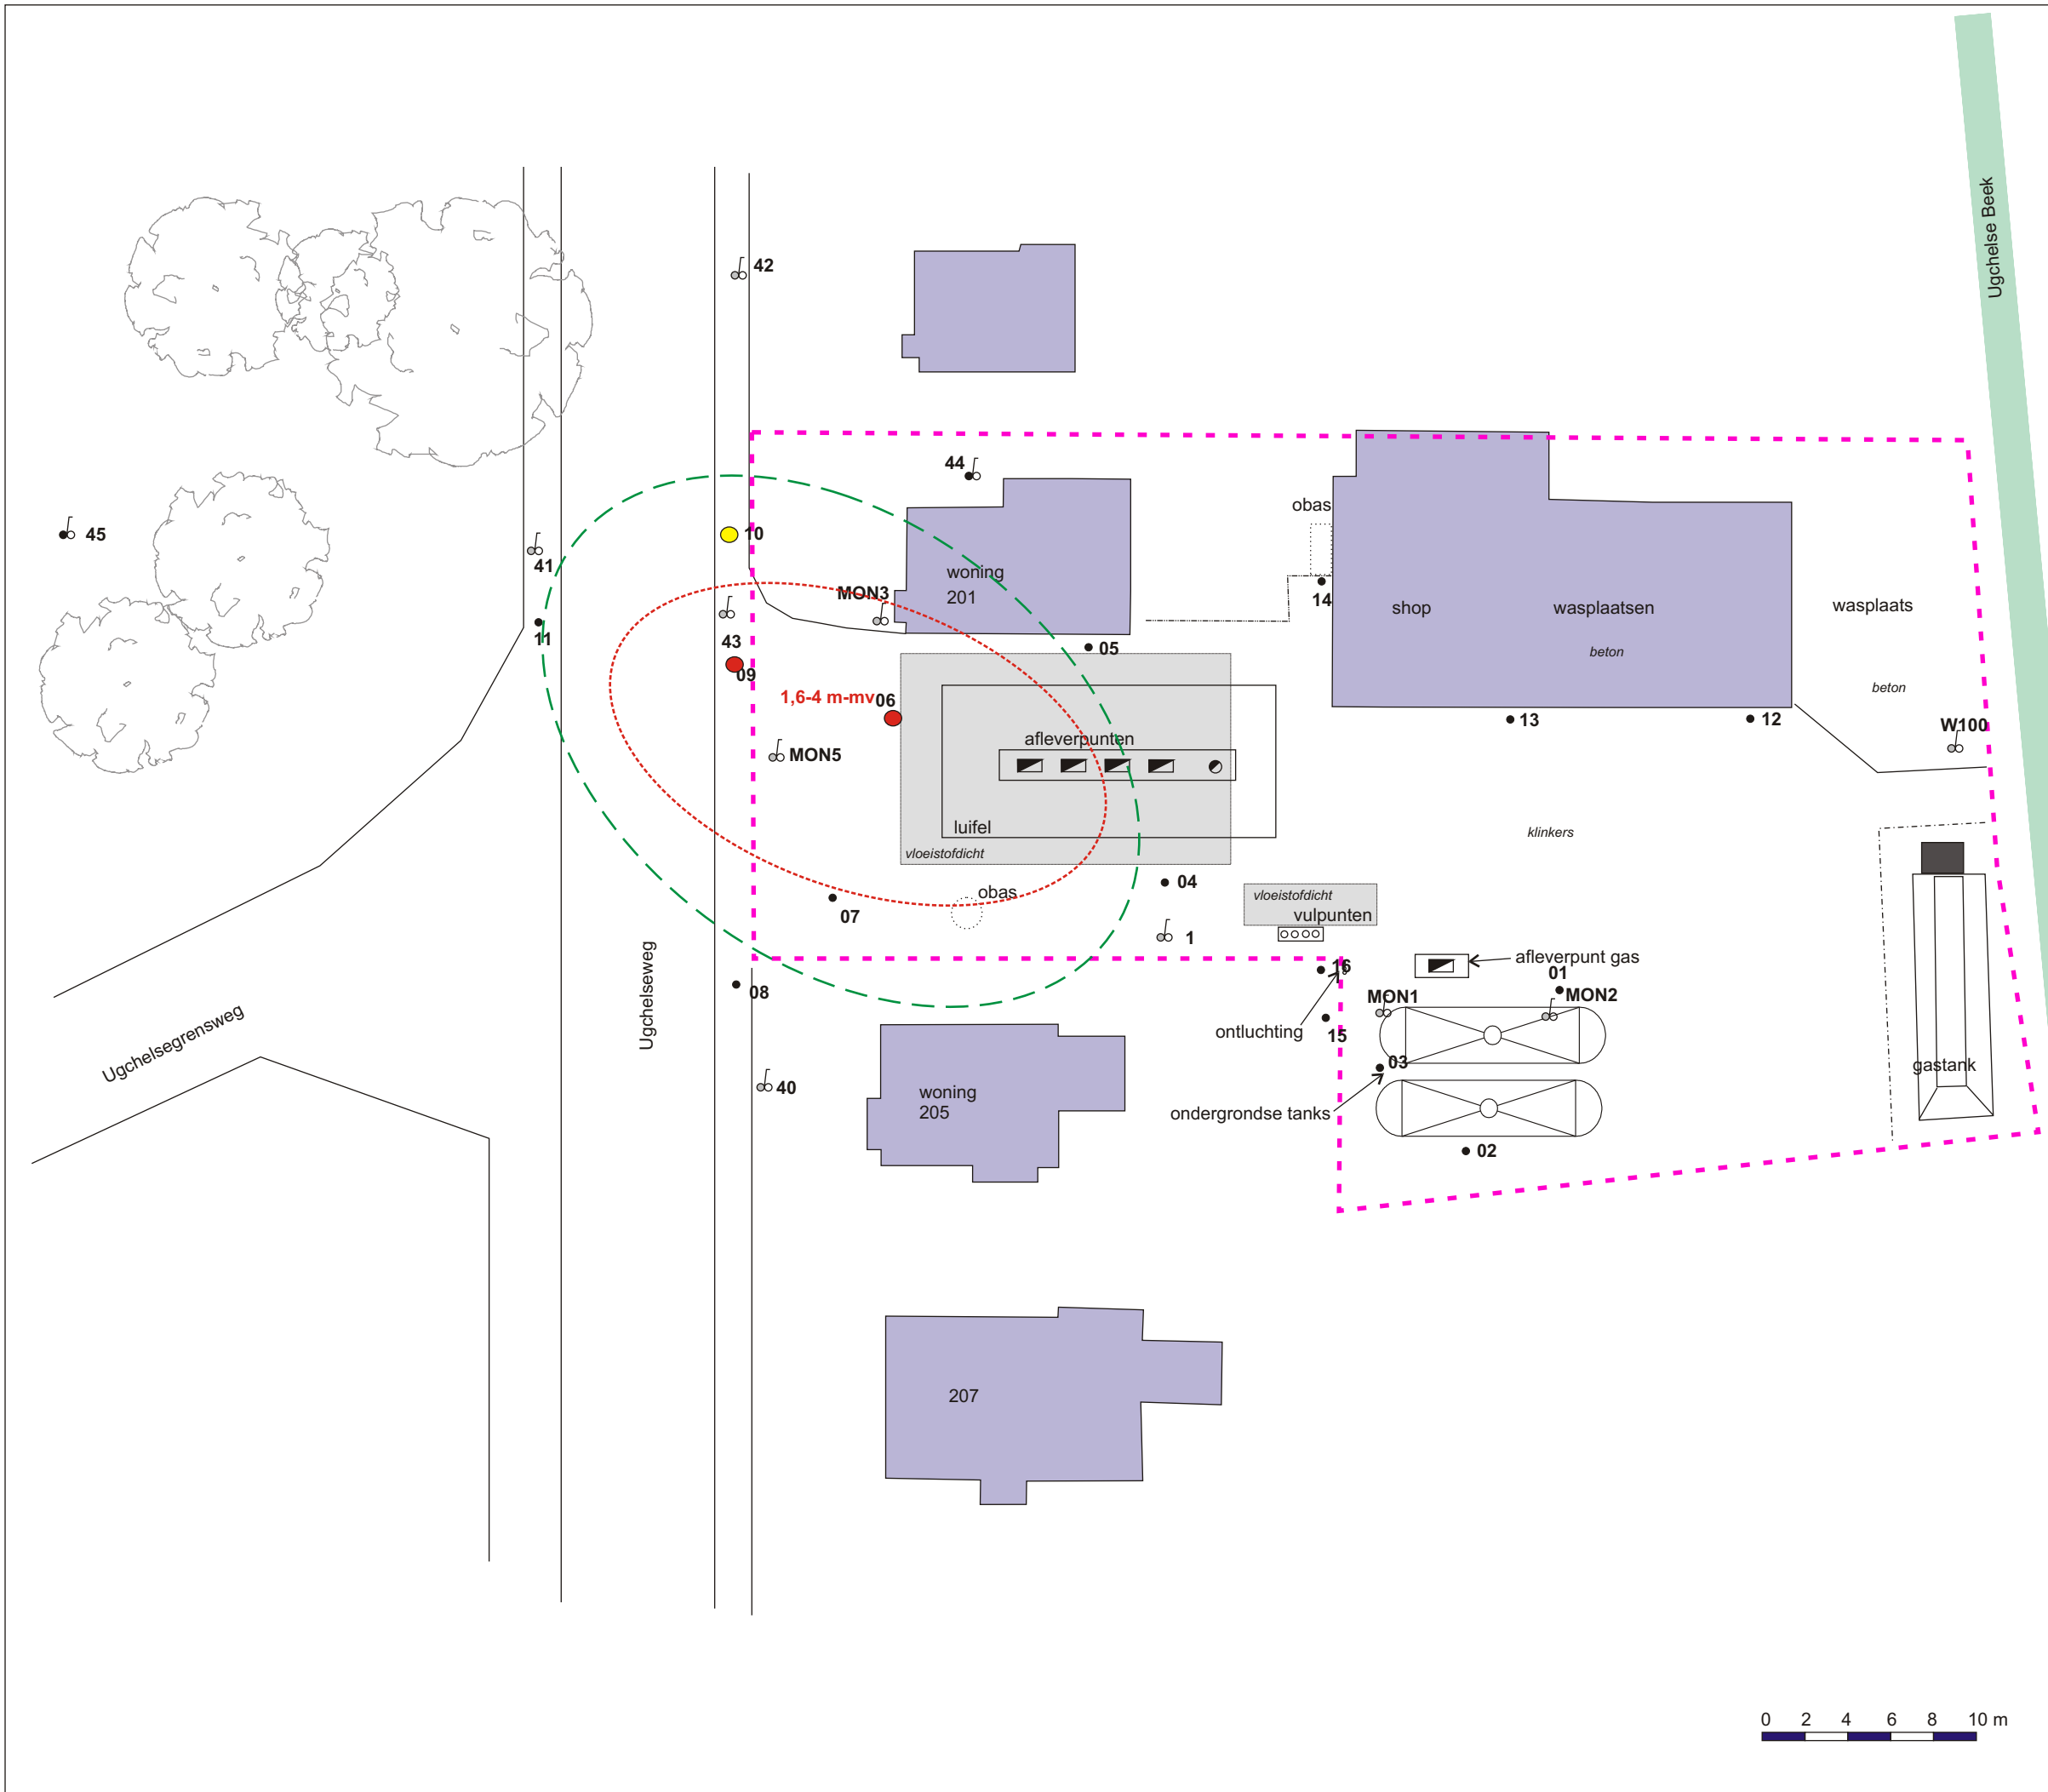 Ugchelse Beek
42
44
obas
45
10
41
woning
201
MON3
14
shop
wasplaatsen
wasplaats
11
43
05
beton
09
1,6-4 m-mv
06
beton
13
12
W100
afleverpunten
MON5
luifel
klinkers
vloeistofdicht
04
obas
vloeistofdicht
07
vulpunten
1
16
afleverpunt gas
01
08
MON1
MON2
Ugchelseweg
ontluchting
15
Ugchelsegrensweg
03
gastank
40
woning
205
ondergrondse tanks
02
207
0 2 4 6 8 10 m